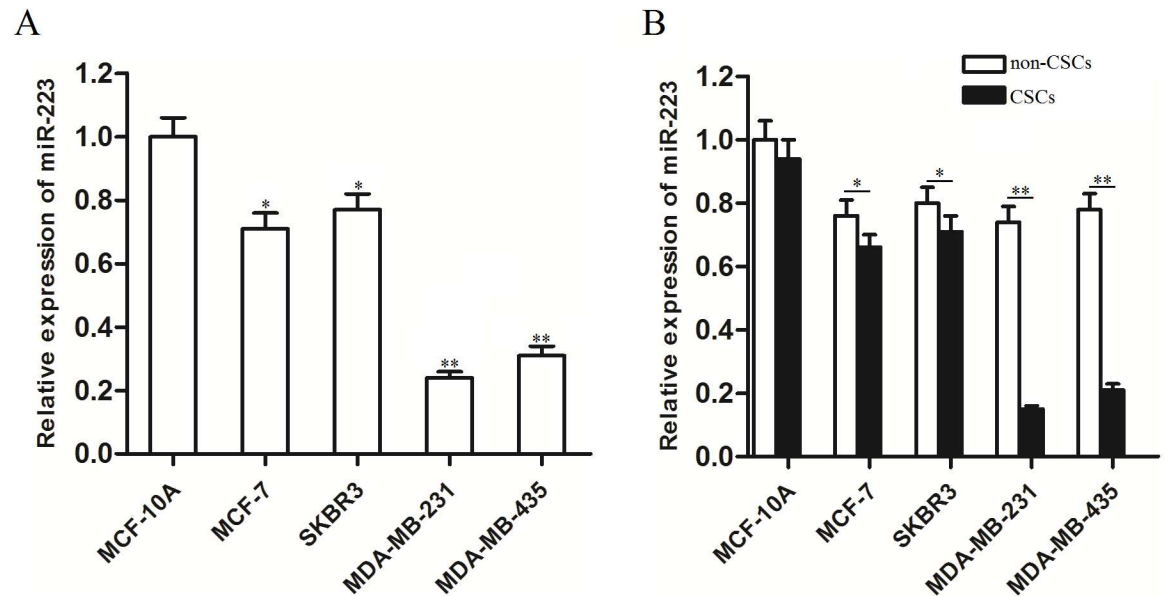 A
Relative expression of miR-223
1.2
1.0
0.8
0.6
0.4
0.2
0.0
*
*
**
**
MCF-10A
MCF-7
SKBR3
MDA-MB-231
MDA-MB-435
B
non-CSCs
CSCs
Relative expression of miR-223
1.2
1.0
0.8
0.6
0.4
0.2
0.0
*
*
**
**
MCF-10A
MCF-7
SKBR3
MDA-MB-231
MDA-MB-435